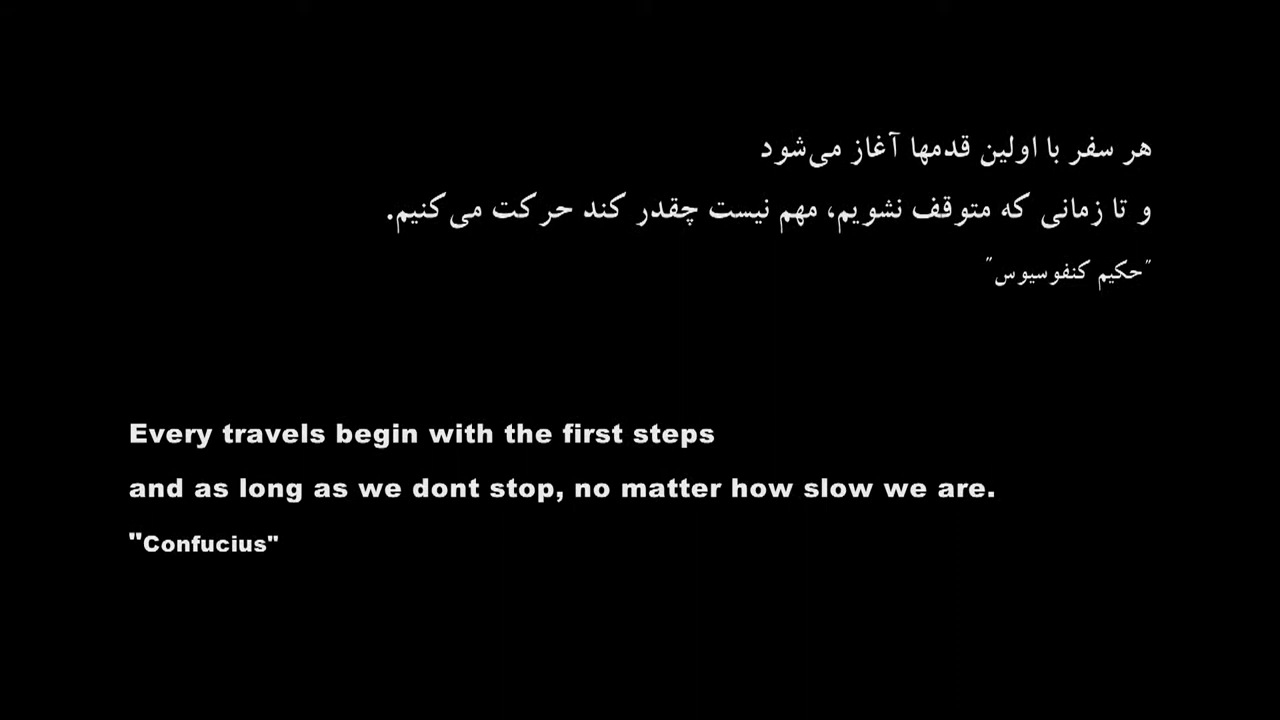 هر سفر با اولین قدمها آغاز می‌شود
و تا زمانی که متوقف نشویم، مهم نیست چقدر کند حرکت می‌کنیم.
"حکیم کنفوسیوس"
Every travels begin with the first steps
and as long as we dont stop, no matter how slow we are.
"Confucius"